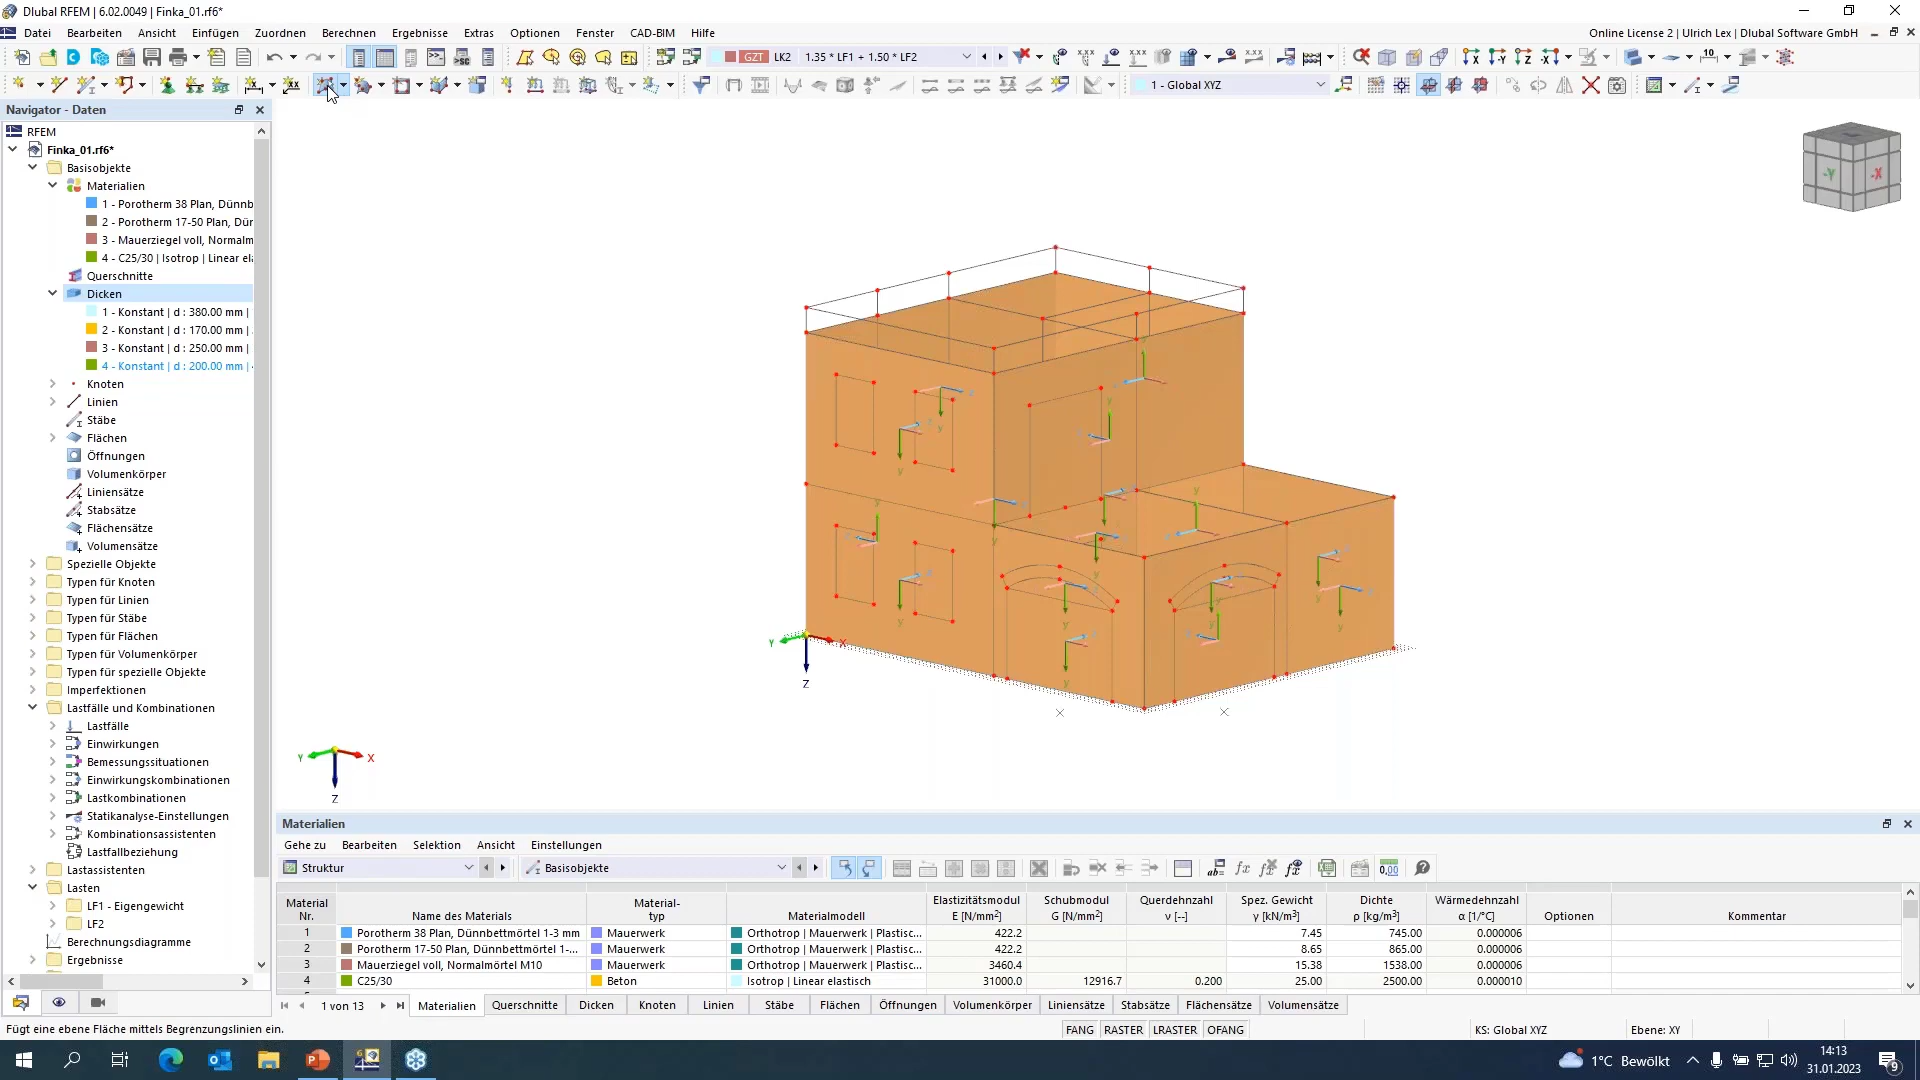 Dlubal RFEM | 6.02.0049 | Finka_01.rf6*
Datei Bearbeiten Ansicht Einfügen Zuordnen Berechnen Ergebnisse Extras Optionen Fenster CAD-BIM Hilfe
Online License 2 | Ulrich Lex | Dlubal Software GmbH
GZT LK2 1.35 * LF1 + 1.50 * LF2
1 - Global XYZ
Navigator - Daten
RFEM
Finka_01.rf6*
Basisobjekte
Materialien
1 - Porotherm 38 Plan, Dünnb
2 - Porotherm 17-50 Plan, Dür
3 - Mauerziegel voll, Normalm
4 - C25/30 | Isotrop | Linear ela
Querschnitte
Dicken
1 - Konstant | d : 380.00 mm |
2 - Konstant | d : 170.00 mm |
3 - Konstant | d : 250.00 mm |
4 - Konstant | d : 200.00 mm |
Knoten
Linien
Stäbe
Flächen
Öffnungen
Volumenkörper
Liniensätze
Stabsätze
Flächensätze
Volumensätze
Spezielle Objekte
Typen für Knoten
Typen für Linien
Typen für Stäbe
Typen für Flächen
Typen für Volumenkörper
Typen für spezielle Objekte
Imperfektionen
Lastfälle und Kombinationen
Lastfälle
Einwirkungen
Bemessungssituationen
Einwirkungskombinationen
Lastkombinationen
Statikanalyse-Einstellungen
Kombinationsassistenten
Lastfallbeziehung
Lastassistenten
Lasten
LF1 - Eigengewicht
LF2
Berechnungsdiagramme
Ergebnisse
-Y -X
Y X
Z
Y X
Z
Materialien
Gehe zu Bearbeiten Selektion Ansicht Einstellungen
Struktur Basisobjekte
Material Nr. Name des Materials Material-typ Materialmodell Elastizitätsmodul E [N/mm²] Schubmodul G [N/mm²] Querdehnzahl ν [--] Spez. Gewicht γ [kN/m³] Dichte ρ [kg/m³] Wärmedehnzahl α [1/°C] Optionen Kommentar
1 Porotherm 38 Plan, Dünnbettmörtel 1-3 mm Mauerwerk Orthotrop | Mauerwerk | Plastisc... 422.2 7.45 745.00 0.000006
2 Porotherm 17-50 Plan, Dünnbettmörtel 1-... Mauerwerk Orthotrop | Mauerwerk | Plastisc... 422.2 8.65 865.00 0.000006
3 Mauerziegel voll, Normalmörtel M10 Mauerwerk Orthotrop | Mauerwerk | Plastisc... 3460.4 15.38 1538.00 0.000006
4 C25/30 Beton Isotrop | Linear elastisch 31000.0 12916.7 0.200 25.00 2500.00 0.000010
1 von 13 Materialien Querschnitte Dicken Knoten Linien Stäbe Flächen Öffnungen Volumenkörper Liniensätze Stabsätze Flächensätze Volumensätze
Fügt eine ebene Fläche mittels Begrenzungslinien ein.
FANG RASTER LRASTER OFANG KS: Global XYZ Ebene: XY
1°C Bewölkt
14:13
31.01.2023
9